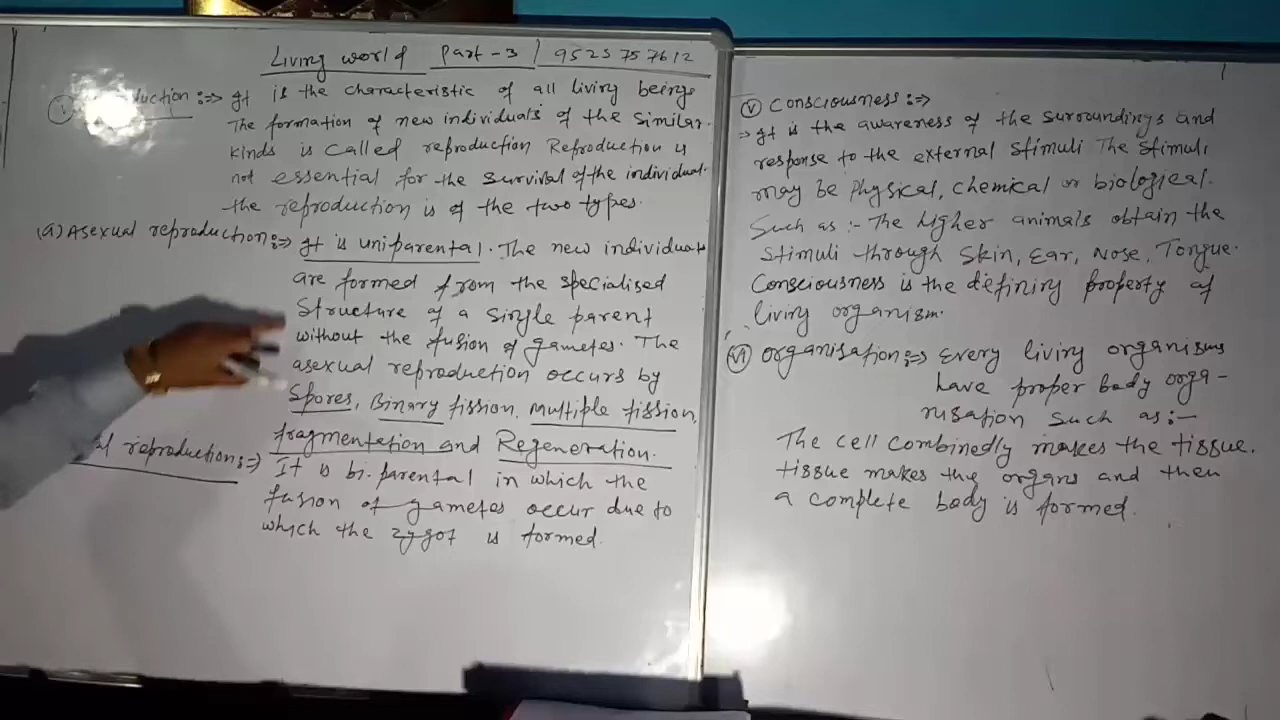 Living world Part-3 / 9525757612
(V) duction:⇒ It is the characteristic of all living beings
The formation of new individuals of the similar.
kinds is called reproduction Reproduction is
not essential for the survival of the individual.
the reproduction is of the two types.
(a) Asexual reproduction:⇒ It is uniparental. The new individuals
are formed from the specialised
structure of a single parent
without the fusion of gametes. The
asexual reproduction occurs by
Spores, Binary fission, multiple fission,
fragmentation and Regeneration.
al reproduction:⇒ It is bi-parental in which the
fusion of gametes occur due to
which the zygot is formed.
(V) Consciousness:⇒
⇒ It is the awareness of the surroundings and
response to the external stimuli The stimuli
may be physical, chemical or biological.
Such as:- The higher animals obtain the
stimuli through skin, Ear, Nose, Tongue.
Consciousness is the defining property of
living organism.
(VI) organisation:⇒ Every living organisms
have proper body orga-
nisation such as:-
The cell combinedly makes the tissue.
tissue makes the organs and then
a complete body is formed.